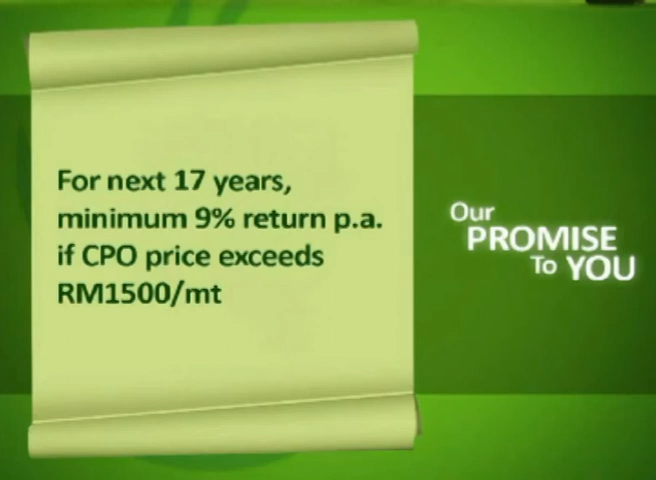 For next 17 years,
minimum 9% return p.a.
if CPO price exceeds
RM1500/mt
Our
PROMISE
To YOU